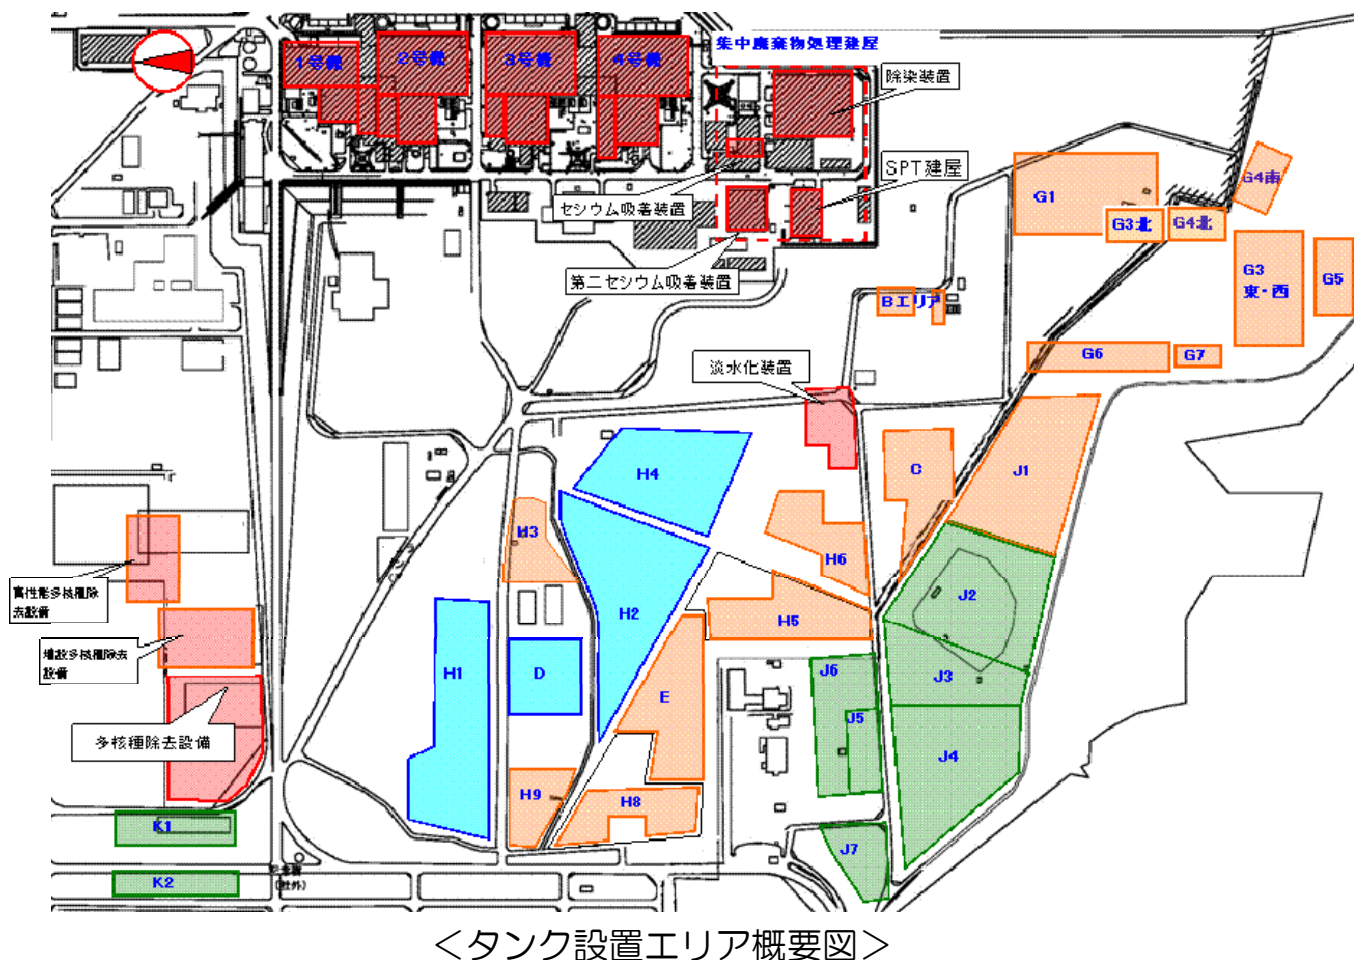 集中廃棄物処理建屋
1号機
2号機
3号機
4号機
除染装置
SPT建屋
セシウム吸着装置
第二セシウム吸着装置
G1
G3北
G4北
G4南
G3
東・西
G5
Bエリア
G6
G7
淡水化装置
H4
C
J1
H3
H6
H2
H5
J2
高性能多核種除
去設備
増設多核種除去
設備
多核種除去設備
H1
D
E
J6
J5
J3
J4
H9
H8
J7
K1
K2
(社外)
<タンク設置エリア概要図>